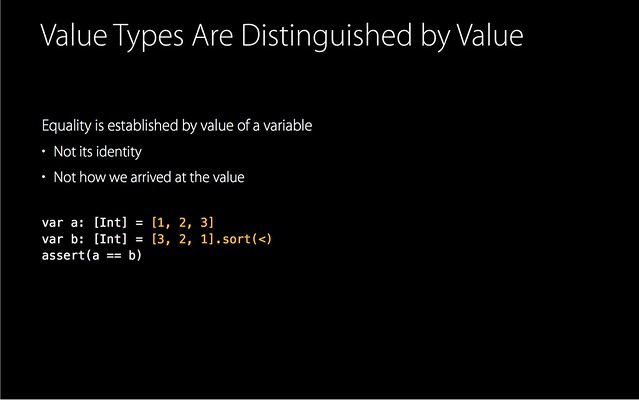 Value Types Are Distinguished by Value
Equality is established by value of a variable
• Not its identity
• Not how we arrived at the value
var a: [Int] = [1, 2, 3]
var b: [Int] = [3, 2, 1].sort(<)
assert(a == b)